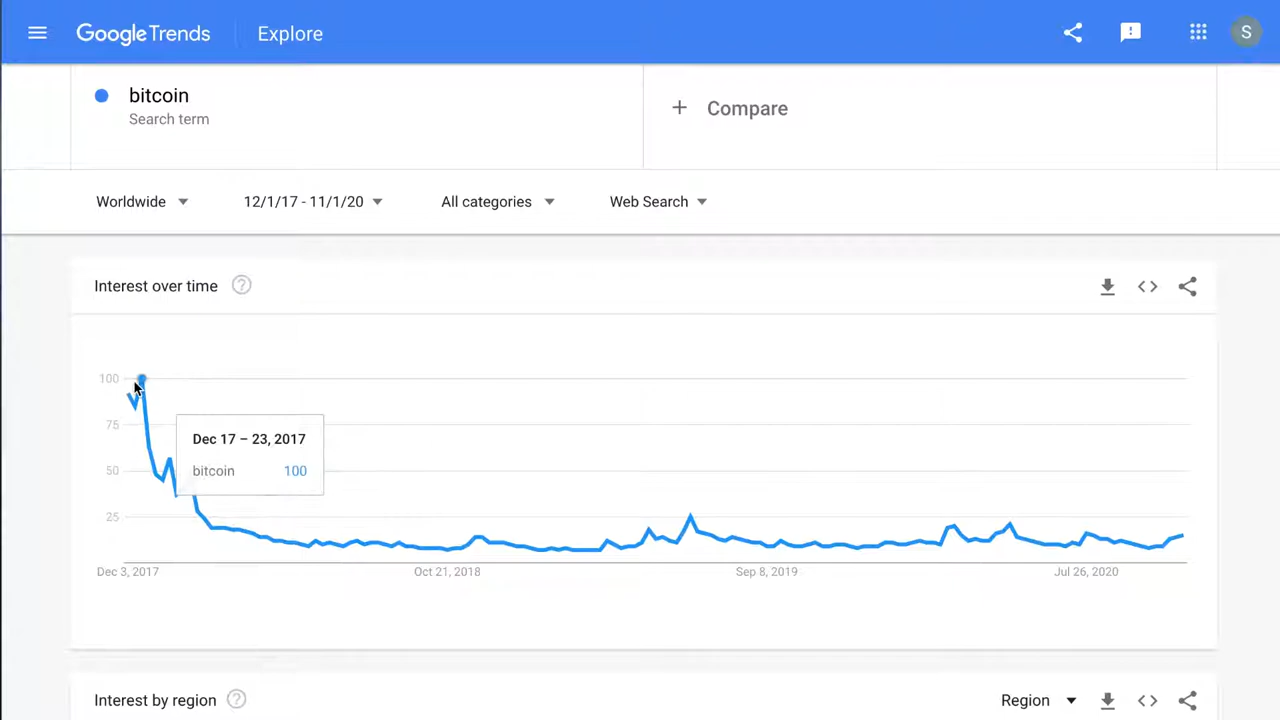 Google Trends Explore S
bitcoin
Search term
+ Compare
Worldwide 12/1/17 - 11/1/20 All categories Web Search
Interest over time ?
100
75
50
25
Dec 17 – 23, 2017
bitcoin 100
Dec 3, 2017 Oct 21, 2018 Sep 8, 2019 Jul 26, 2020
Interest by region ? Region